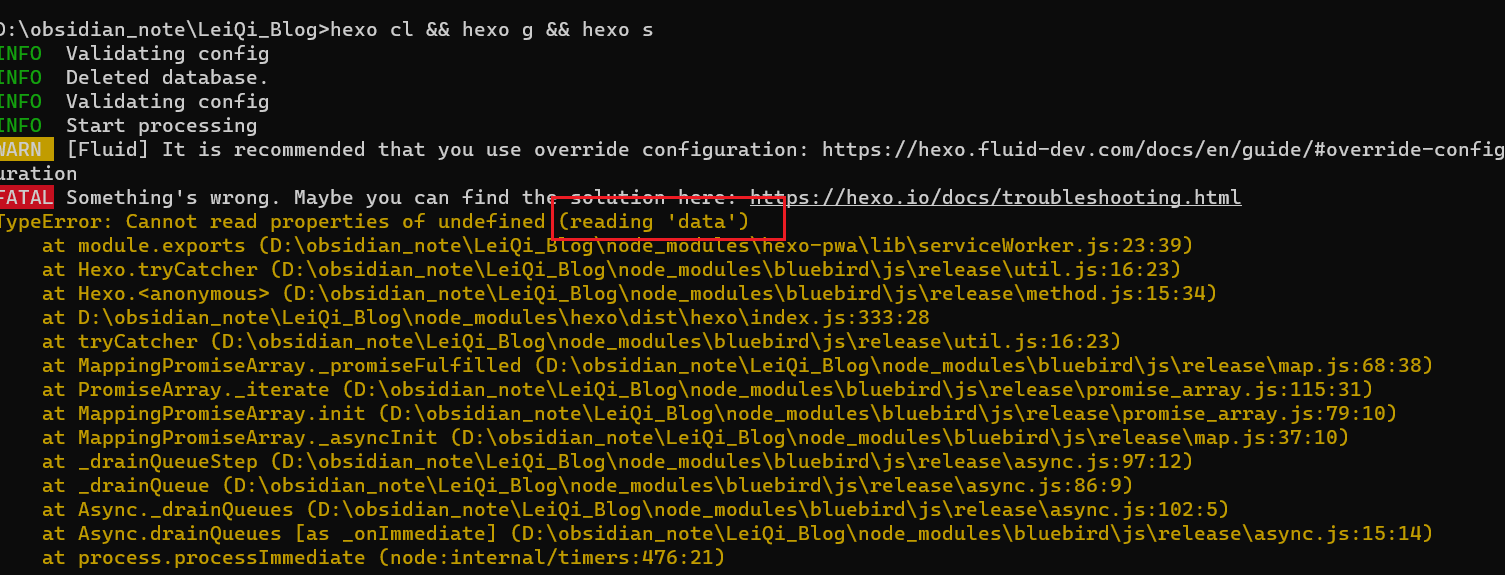 D:\obsidian_note\LeiQi_Blog>hexo cl && hexo g && hexo s
INFO  Validating config
INFO  Deleted database.
INFO  Validating config
INFO  Start processing
WARN  [Fluid] It is recommended that you use override configuration: https://hexo.fluid-dev.com/docs/en/guide/#override-config
uration
FATAL Something's wrong. Maybe you can find the solution here: https://hexo.io/docs/troubleshooting.html
TypeError: Cannot read properties of undefined (reading 'data')
    at module.exports (D:\obsidian_note\LeiQi_Blog\node_modules\hexo-pwa\lib\serviceWorker.js:23:39)
    at Hexo.tryCatcher (D:\obsidian_note\LeiQi_Blog\node_modules\bluebird\js\release\util.js:16:23)
    at Hexo.<anonymous> (D:\obsidian_note\LeiQi_Blog\node_modules\bluebird\js\release\method.js:15:34)
    at D:\obsidian_note\LeiQi_Blog\node_modules\hexo\dist\hexo\index.js:333:28
    at tryCatcher (D:\obsidian_note\LeiQi_Blog\node_modules\bluebird\js\release\util.js:16:23)
    at MappingPromiseArray._promiseFulfilled (D:\obsidian_note\LeiQi_Blog\node_modules\bluebird\js\release\map.js:68:38)
    at PromiseArray._iterate (D:\obsidian_note\LeiQi_Blog\node_modules\bluebird\js\release\promise_array.js:115:31)
    at MappingPromiseArray.init (D:\obsidian_note\LeiQi_Blog\node_modules\bluebird\js\release\promise_array.js:79:10)
    at MappingPromiseArray._asyncInit (D:\obsidian_note\LeiQi_Blog\node_modules\bluebird\js\release\map.js:37:10)
    at _drainQueueStep (D:\obsidian_note\LeiQi_Blog\node_modules\bluebird\js\release\async.js:97:12)
    at _drainQueue (D:\obsidian_note\LeiQi_Blog\node_modules\bluebird\js\release\async.js:86:9)
    at Async._drainQueues (D:\obsidian_note\LeiQi_Blog\node_modules\bluebird\js\release\async.js:102:5)
    at Async.drainQueues [as _onImmediate] (D:\obsidian_note\LeiQi_Blog\node_modules\bluebird\js\release\async.js:15:14)
    at process.processImmediate (node:internal/timers:476:21)